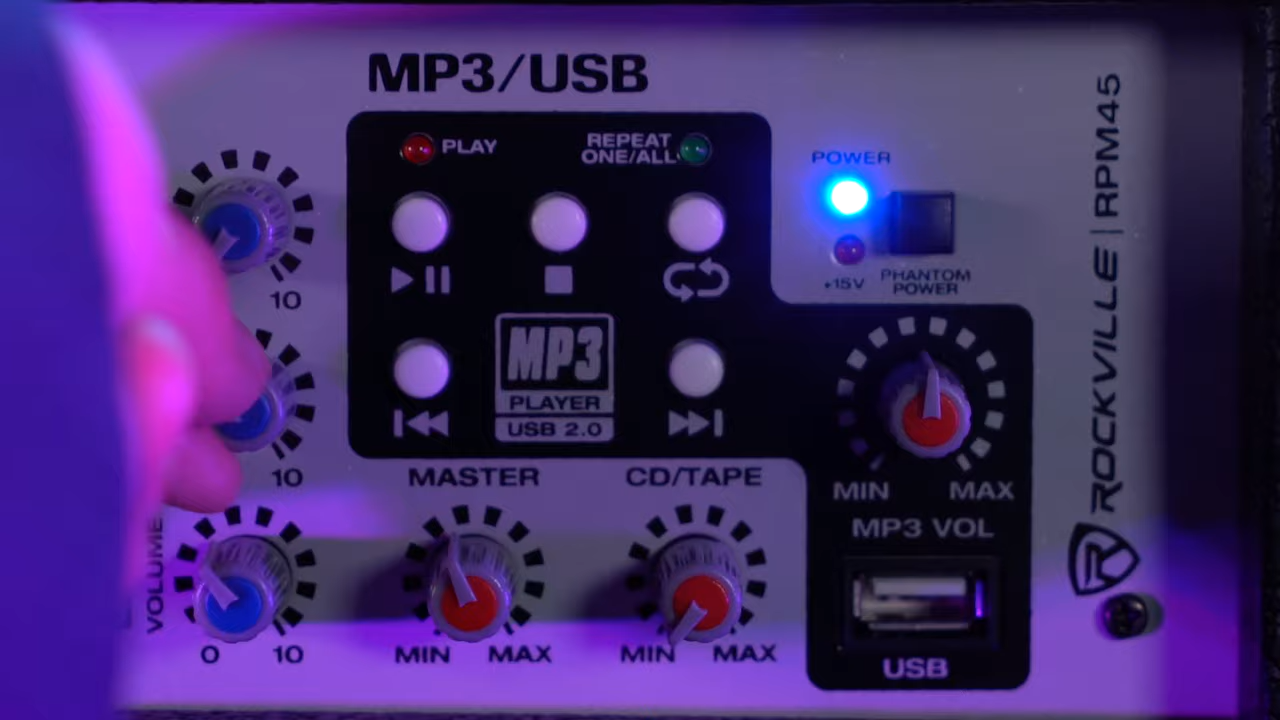 MP3/USB
PLAY
REPEAT
ONE/ALL
POWER
+15V
PHANTOM
POWER
10
MP3
PLAYER
USB 2.0
10
MASTER
CD/TAPE
MIN
MAX
MP3 VOL
VOLUME
0
10
MIN
MAX
MIN
MAX
USB
ROCKVILLE | RPM45
R